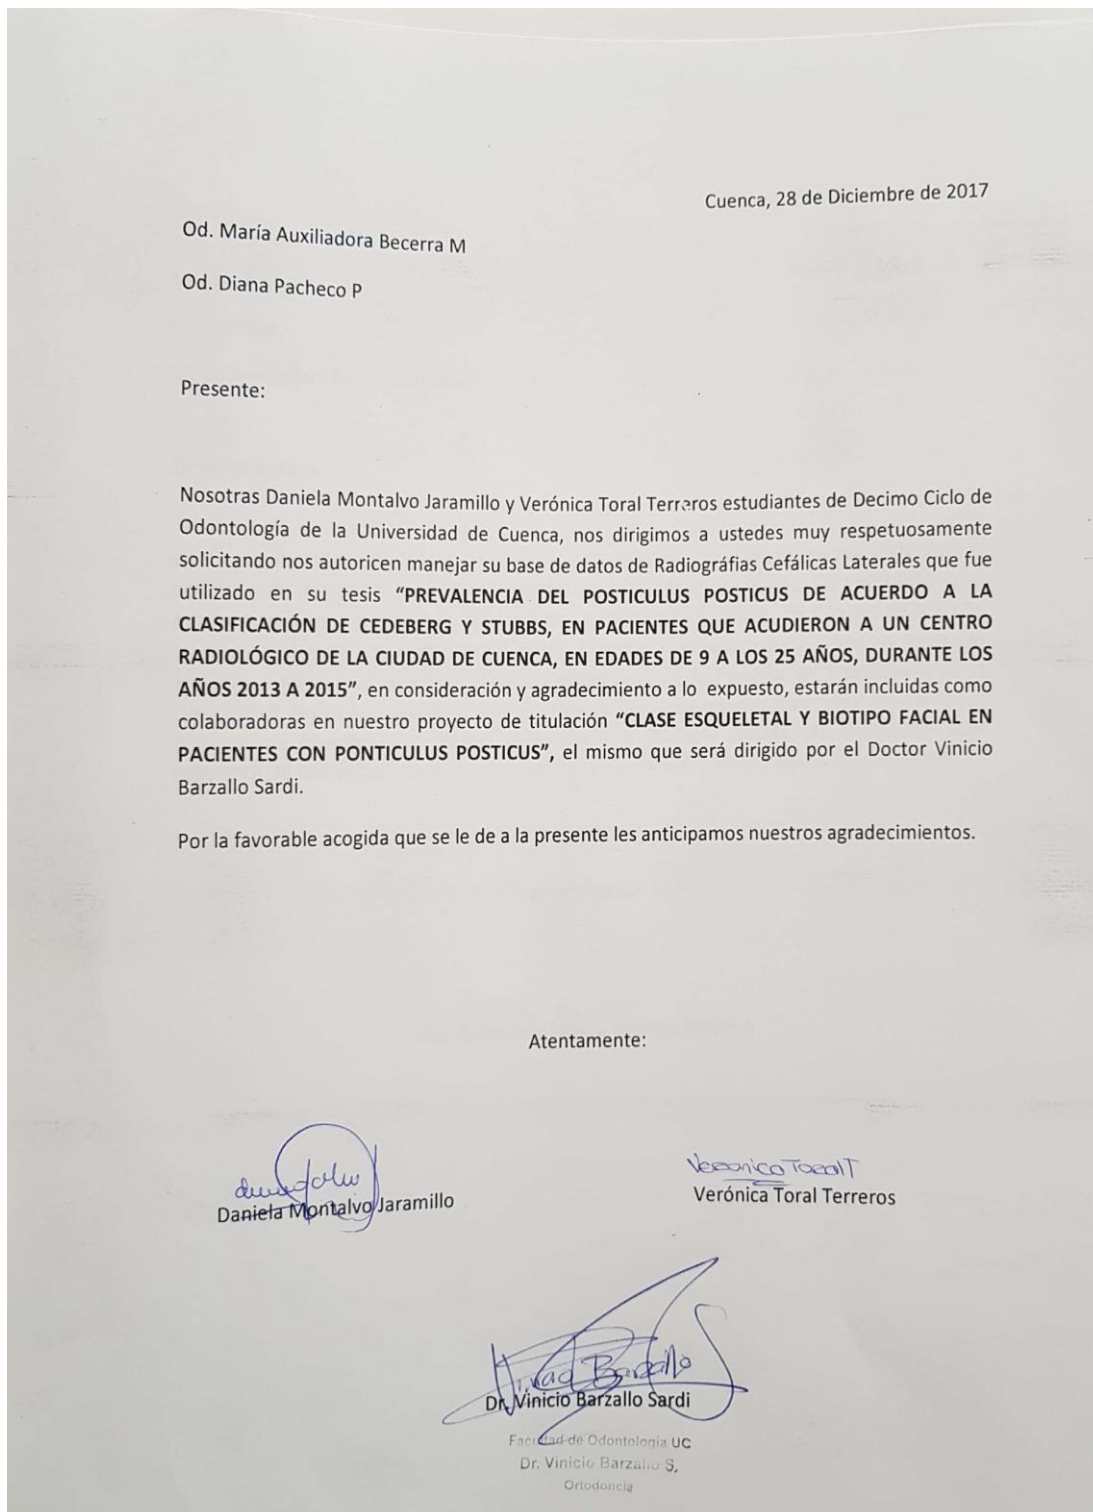 Cuenca, 28 de Diciembre de 2017
Od. María Auxiliadora Becerra M
Od. Diana Pacheco P
Presente:
Nosotras Daniela Montalvo Jaramillo y Verónica Toral Terreros estudiantes de Decimo Ciclo de
Odontología de la Universidad de Cuenca, nos dirigimos a ustedes muy respetuosamente
solicitando nos autoricen manejar su base de datos de Radiográfias Cefálicas Laterales que fue
utilizado en su tesis “PREVALENCIA DEL POSTICULUS POSTICUS DE ACUERDO A LA
CLASIFICACIÓN DE CEDEBERG Y STUBBS, EN PACIENTES QUE ACUDIERON A UN CENTRO
RADIOLÓGICO DE LA CIUDAD DE CUENCA, EN EDADES DE 9 A LOS 25 AÑOS, DURANTE LOS
AÑOS 2013 A 2015”, en consideración y agradecimiento a lo expuesto, estarán incluidas como
colaboradoras en nuestro proyecto de titulación “CLASE ESQUELETAL Y BIOTIPO FACIAL EN
PACIENTES CON PONTICULUS POSTICUS”, el mismo que será dirigido por el Doctor Vinicio
Barzallo Sardi.
Por la favorable acogida que se le de a la presente les anticipamos nuestros agradecimientos.
Atentamente:
Daniela Montalvo Jaramillo
Verónica Toral T
Verónica Toral Terreros
Barzallo
Dr. Vinicio Barzallo Sardi
Facultad de Odontología UC
Dr. Vinicio Barzallo S.
Ortodoncia